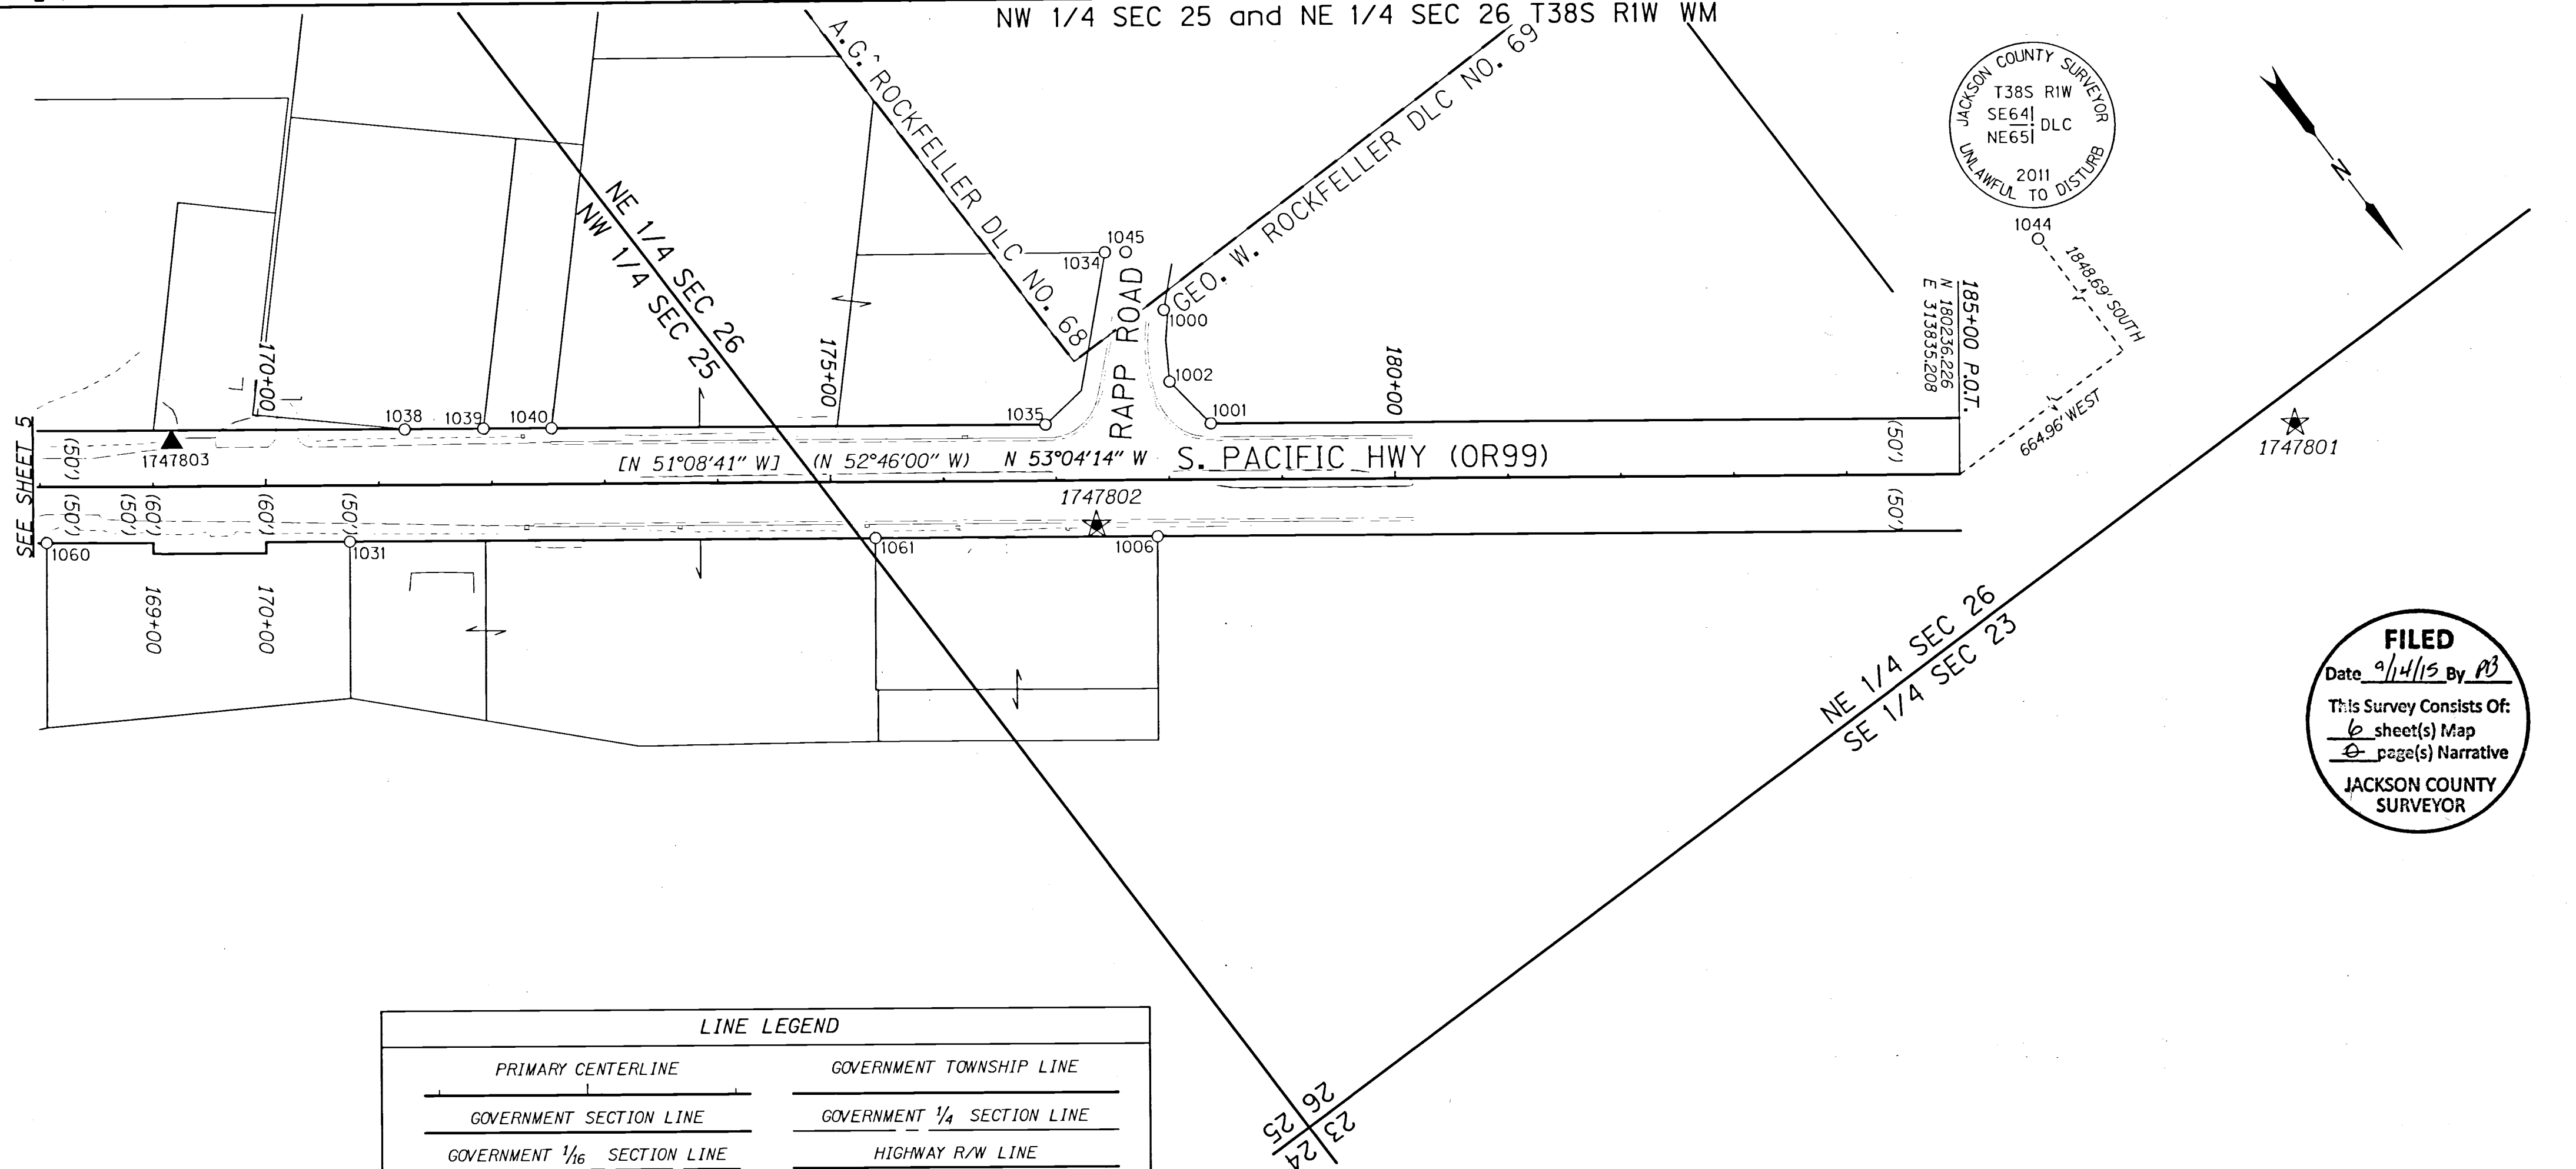 NW 1/4 SEC 25 and NE 1/4 SEC 26 T38S R1W WM
A.G. ROCKFELLER DLC NO. 68
GEO. W. ROCKFELLER DLC NO. 69
JACKSON COUNTY SURVEYOR
T38S R1W
SE64
NE65
DLC
2011
UNLAWFUL TO DISTURB
1044
1848.69' SOUTH
664.96' WEST
N
NE 1/4 SEC 26
NW 1/4 SEC 25
1045
1034
RAPP ROAD
1000
1002
1001
1035
1038
1039
1040
170+00
175+00
180+00
185+00 P.O.T.
N 180236.226
E 313835.208
1747801
1747803
SEE SHEET 5
(50')
[N 51°08'41" W]
(N 52°46'00" W)
N 53°04'14" W
S. PACIFIC HWY (OR99)
(50')
(50')
(50')
(60')
(60')
(50')
1747802
(50')
1060
1031
1061
1006
169+00
170+00
NE 1/4 SEC 26
SE 1/4 SEC 23
FILED
Date 9/14/15 By PB
This Survey Consists Of:
6 sheet(s) Map
0 page(s) Narrative
JACKSON COUNTY
SURVEYOR
LINE LEGEND
PRIMARY CENTERLINE
GOVERNMENT TOWNSHIP LINE
GOVERNMENT SECTION LINE
GOVERNMENT 1/4 SECTION LINE
GOVERNMENT 1/16 SECTION LINE
HIGHWAY R/W LINE
26
25
23
24